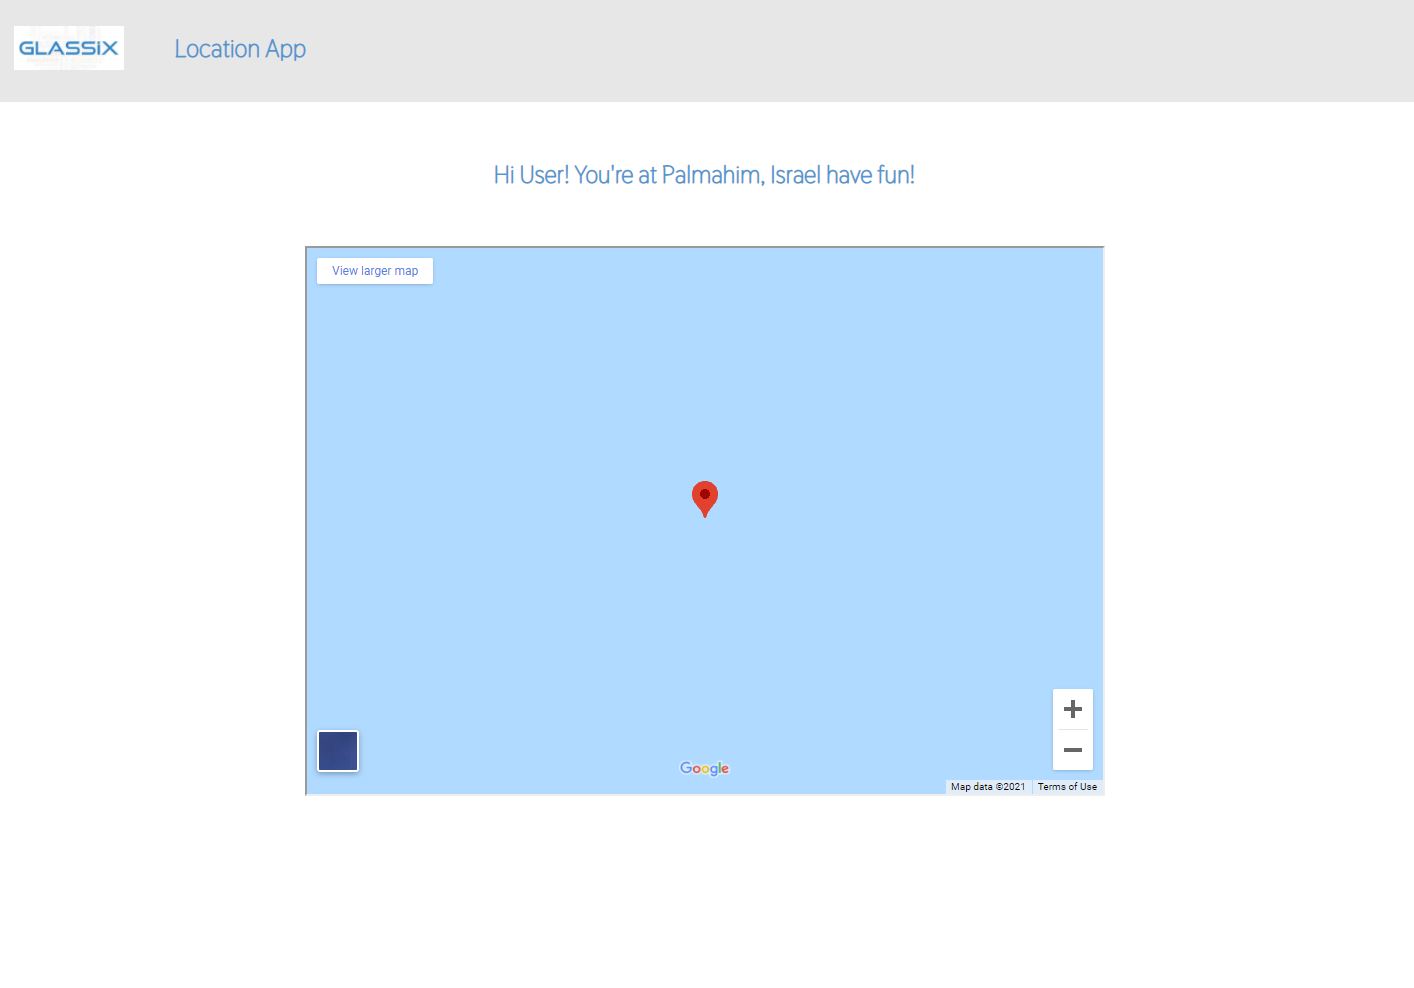 GLASSIX
Location App
Hi User! You're at Palmahim, Israel have fun!
View larger map
Google
Map data ©2021
Terms of Use